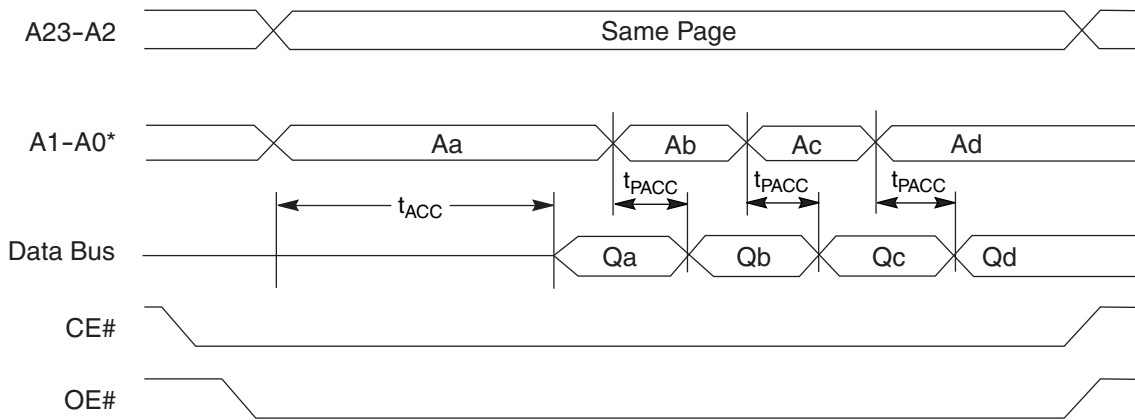 A23-A2 Same Page
A1-A0* Aa Ab Ac Ad
tPACC tPACC tPACC
tACC
Data Bus Qa Qb Qc Qd
CE#
OE#